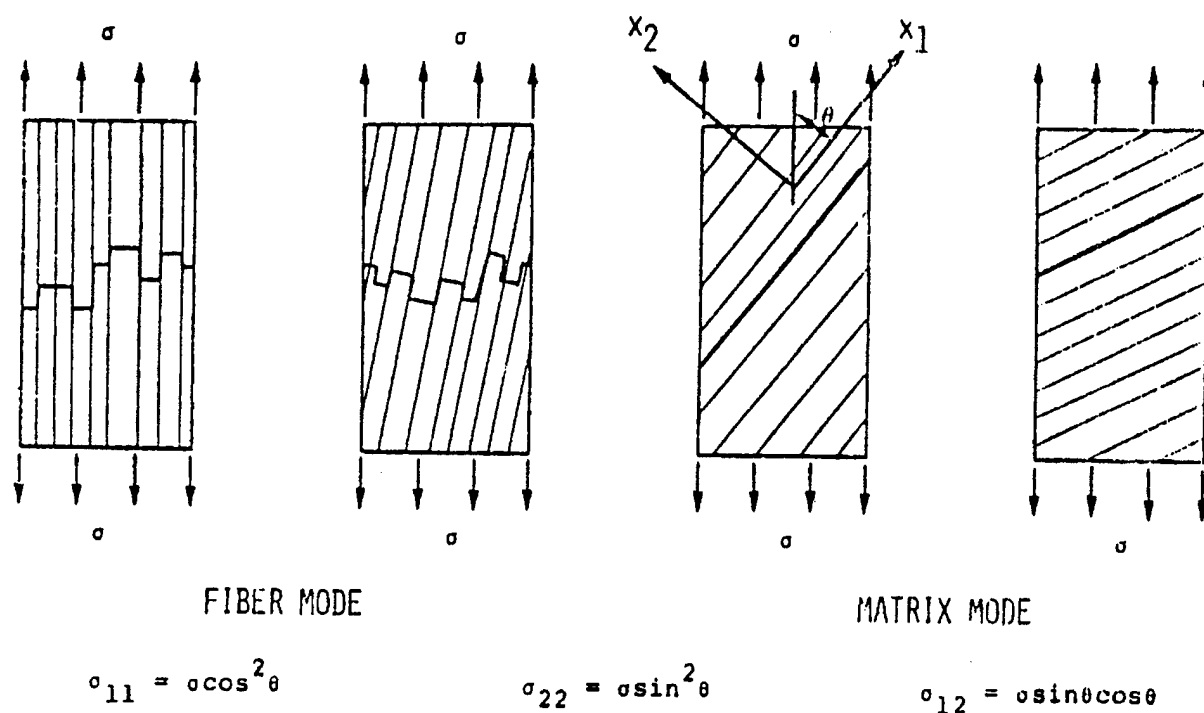 σ σ σ
X2 X1
θ
σ σ σ σ
FIBER MODE MATRIX MODE
σ11 = σcos²θ σ22 = σsin²θ σ12 = σsinθcosθ